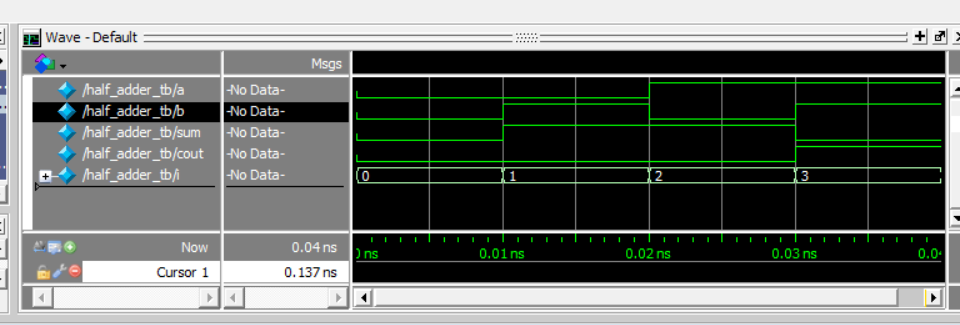 Wave - Default
Msgs
/half_adder_tb/a -No Data-
/half_adder_tb/b -No Data-
/half_adder_tb/sum -No Data-
/half_adder_tb/cout -No Data-
/half_adder_tb/i -No Data- 0 1 2 3
Now 0.04 ns ns 0.01 ns 0.02 ns 0.03 ns 0.0
Cursor 1 0.137 ns